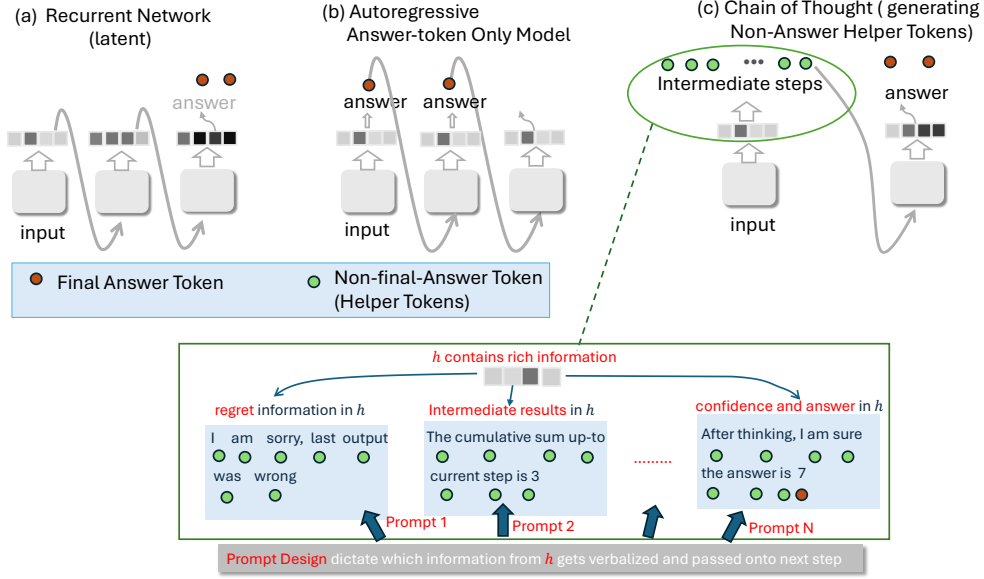 (a) Recurrent Network
(latent)
(b) Autoregressive
Answer-token Only Model
(c) Chain of Thought ( generating
Non-Answer Helper Tokens)
answer
input
answer
answer
input
•••
Intermediate steps
answer
input
Final Answer Token
Non-final-Answer Token
(Helper Tokens)
h contains rich information
regret information in h
I am sorry, last output
was wrong
Intermediate results in h
The cumulative sum up-to
current step is 3
.........
confidence and answer in h
After thinking, I am sure
the answer is 7
Prompt 1
Prompt 2
Prompt N
Prompt Design dictate which information from h gets verbalized and passed onto next step